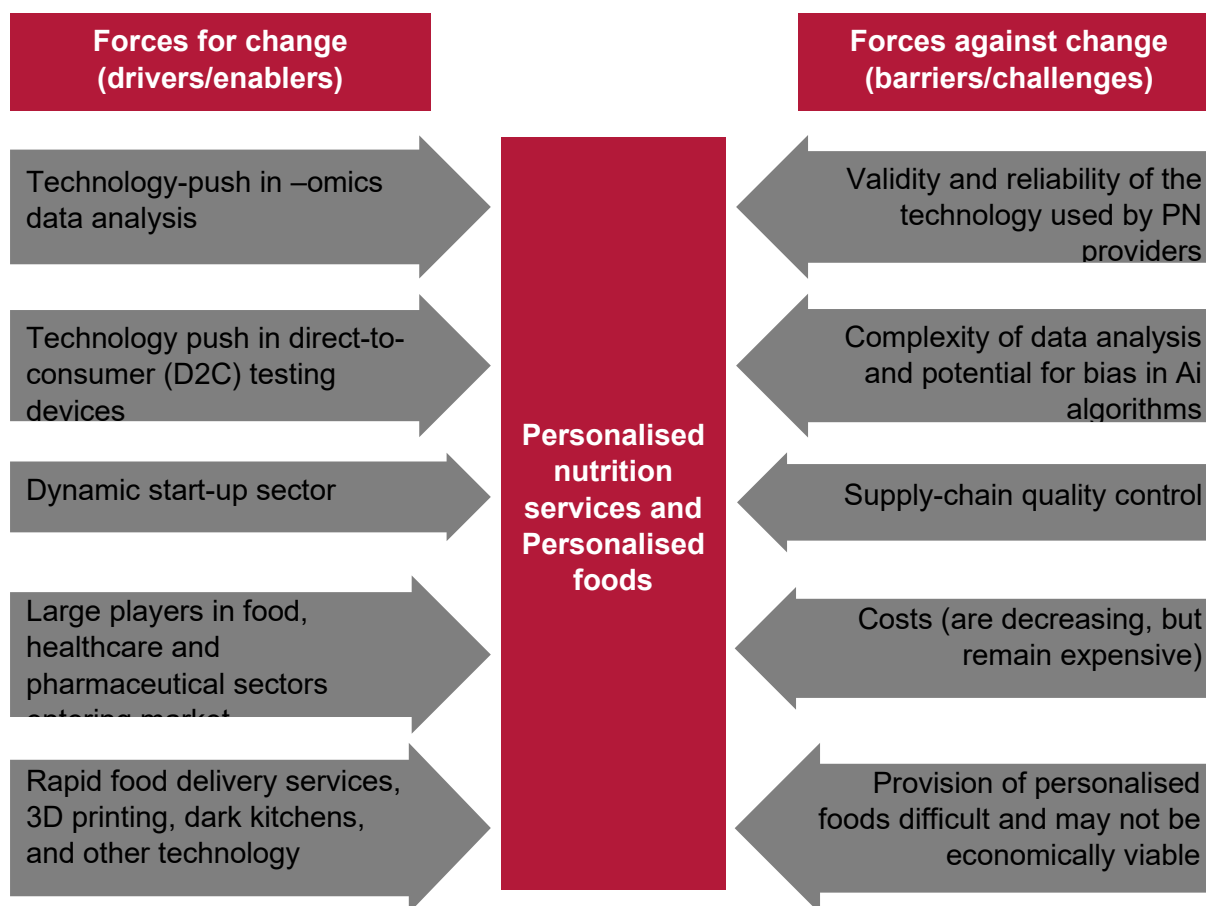 Forces for change
(drivers/enablers)
Forces against change
(barriers/challenges)
Technology-push in –omics
data analysis
Technology push in direct-to-
consumer (D2C) testing
devices
Dynamic start-up sector
Large players in food,
healthcare and
pharmaceutical sectors
entering market
Rapid food delivery services,
3D printing, dark kitchens,
and other technology
Personalised
nutrition
services and
Personalised
foods
Validity and reliability of the
technology used by PN
providers
Complexity of data analysis
and potential for bias in Ai
algorithms
Supply-chain quality control
Costs (are decreasing, but
remain expensive)
Provision of personalised
foods difficult and may not be
economically viable